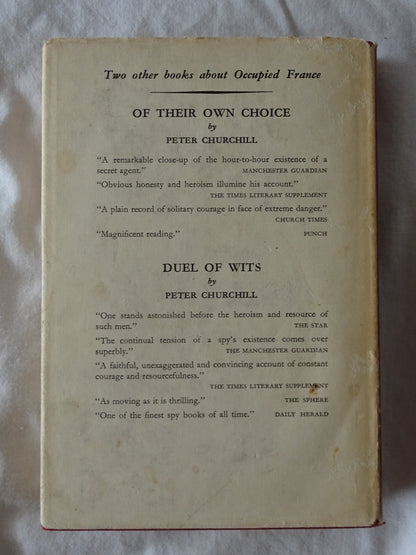 Two other books about Occupied France
OF THEIR OWN CHOICE
by
PETER CHURCHILL
“A remarkable close-up of the hour-to-hour existence of a
secret agent.” MANCHESTER GUARDIAN
“Obvious honesty and heroism illumine his account.”
THE TIMES LITERARY SUPPLEMENT
“A plain record of solitary courage in face of extreme danger.”
CHURCH TIMES
“Magnificent reading.” PUNCH
DUEL OF WITS
by
PETER CHURCHILL
“One stands astonished before the heroism and resource of
such men.” THE STAR
“The continual tension of a spy’s existence comes over
superbly.” THE MANCHESTER GUARDIAN
“A faithful, unexaggerated and convincing account of constant
courage and resourcefulness.”
THE TIMES LITERARY SUPPLEMENT
“As moving as it is thrilling.” THE SPHERE
“One of the finest spy books of all time.” DAILY HERALD